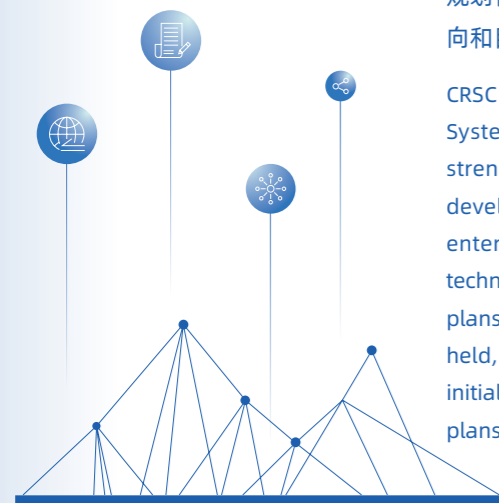 向和
CRSC
Syste
stren
devel
enter
techn
plans
held,
initial
plans